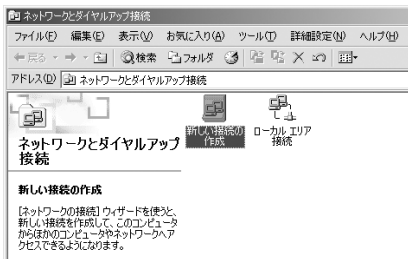 ネットワークとダイヤルアップ接続
ファイル(F) 編集(E) 表示(V) お気に入り(A) ツール(T) 詳細設定(N) ヘルプ(H)
戻る 検索 フォルダ
アドレス(D) ネットワークとダイヤルアップ接続
ネットワークとダイヤルアップ
接続
新しい接続の
作成
ローカル エリア
接続
新しい接続の作成
[ネットワークの接続] ウィザードを使うと、
新しい接続を作成して、このコンピュータ
からほかのコンピュータやネットワークへア
クセスできるようになります。